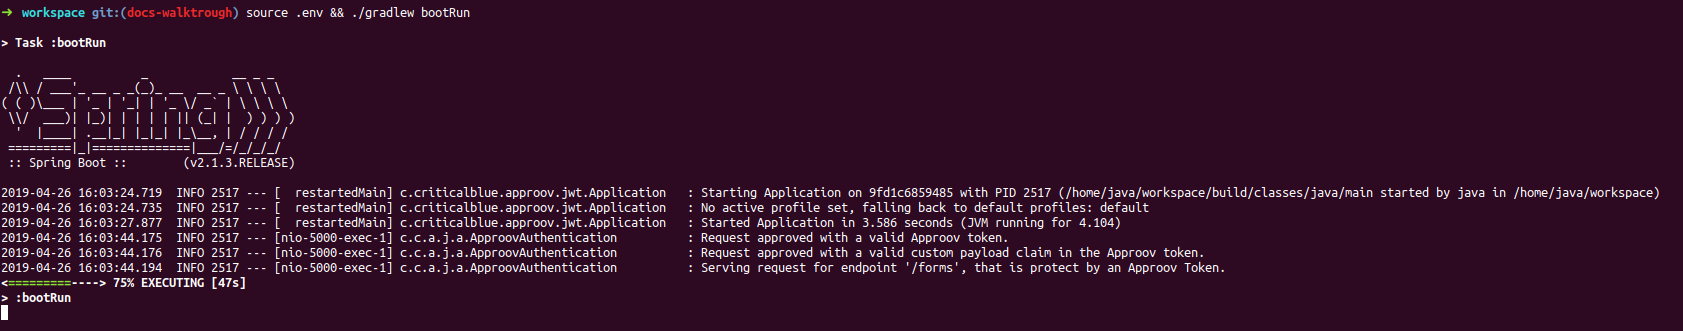 ➜  workspace git:(docs-walktrough) source .env && ./gradlew bootRun
> Task :bootRun
  .   ____          _            __ _ _
 /\\ / ___'_ __ _ _(_)_ __  __ _ \ \ \ \
( ( )\___ | '_ | '_| | '_ \/ _` | \ \ \ \
 \\/  ___)| |_)| | | | | || (_| |  ) ) ) )
  '  |____| .__|_| |_|_| |_\__, | / / / /
 =========|_|==============|___/=/_/_/_/
 :: Spring Boot ::        (v2.1.3.RELEASE)
2019-04-26 16:03:24.719  INFO 2517 --- [  restartedMain] c.criticalblue.approov.jwt.Application   : Starting Application on 9fd1c6859485 with PID 2517 (/home/java/workspace/build/classes/java/main started by java in /home/java/workspace)
2019-04-26 16:03:24.735  INFO 2517 --- [  restartedMain] c.criticalblue.approov.jwt.Application   : No active profile set, falling back to default profiles: default
2019-04-26 16:03:27.877  INFO 2517 --- [  restartedMain] c.criticalblue.approov.jwt.Application   : Started Application in 3.586 seconds (JVM running for 4.104)
2019-04-26 16:03:44.175  INFO 2517 --- [nio-5000-exec-1] c.c.a.j.a.ApproovAuthentication          : Request approved with a valid Approov token.
2019-04-26 16:03:44.176  INFO 2517 --- [nio-5000-exec-1] c.c.a.j.a.ApproovAuthentication          : Request approved with a valid custom payload claim in the Approov token.
2019-04-26 16:03:44.194  INFO 2517 --- [nio-5000-exec-1] c.c.a.j.a.ApproovAuthentication          : Serving request for endpoint '/forms', that is protect by an Approov Token.
<=========----> 75% EXECUTING [47s]
> :bootRun